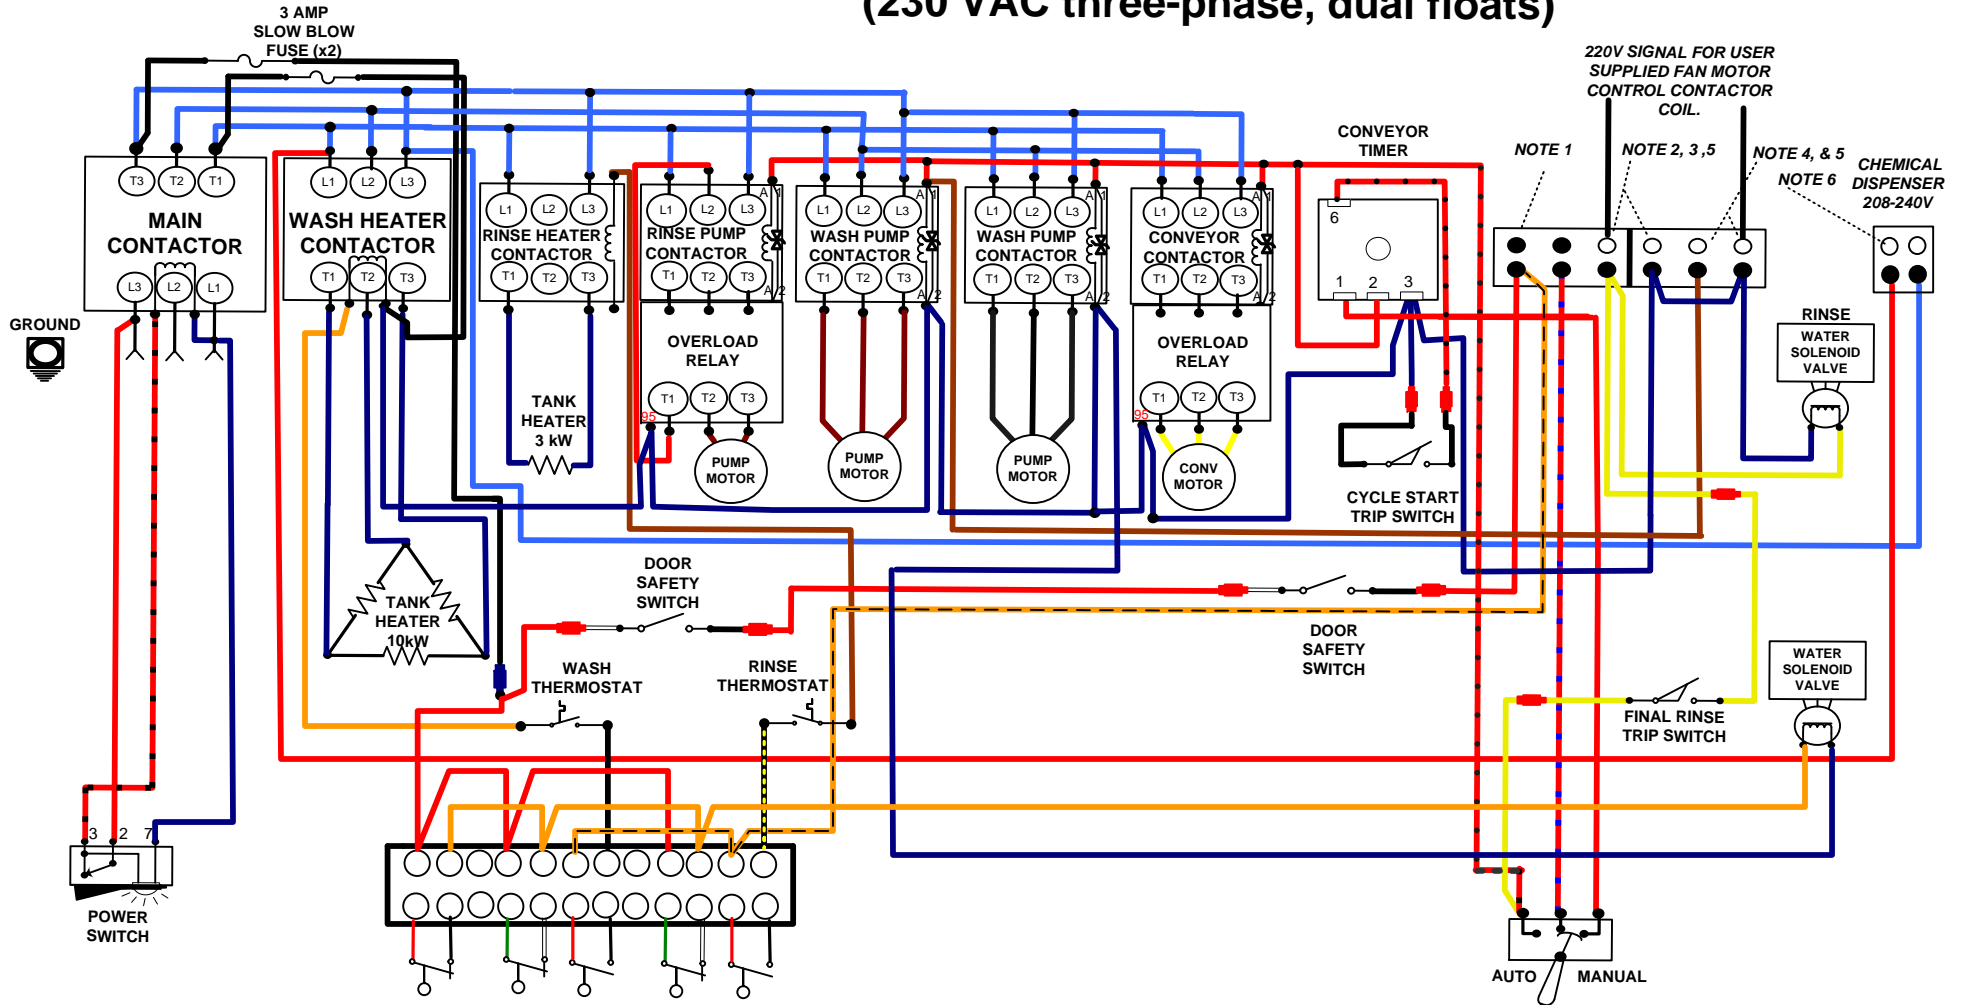 (230 VAC three-phase, dual floats)
3 AMP
SLOW BLOW
FUSE (x2)
220V SIGNAL FOR USER
SUPPLIED FAN MOTOR
CONTROL CONTACTOR
COIL.
CONVEYOR
TIMER
NOTE 1
NOTE 2, 3 ,5
NOTE 4, & 5
NOTE 6
CHEMICAL
DISPENSER
208-240V
T3 T2 T1
MAIN
CONTACTOR
L3 L2 L1
L1 L2 L3
WASH HEATER
CONTACTOR
T1 T2 T3
L1 L2 L3
RINSE HEATER
CONTACTOR
T1 T2 T3
A 1
L1 L2 L3
RINSE PUMP
CONTACTOR
T1 T2 T3
A 2
A 1
L1 L2 L3
WASH PUMP
CONTACTOR
T1 T2 T3
A 2
A 1
L1 L2 L3
WASH PUMP
CONTACTOR
T1 T2 T3
A 2
A 1
L1 L2 L3
CONVEYOR
CONTACTOR
T1 T2 T3
A 2
6
1 2 3
GROUND
OVERLOAD
RELAY
T1 T2 T3
95
OVERLOAD
RELAY
T1 T2 T3
95
RINSE
WATER
SOLENOID
VALVE
TANK
HEATER
3 kW
PUMP
MOTOR
PUMP
MOTOR
PUMP
MOTOR
CONV
MOTOR
CYCLE START
TRIP SWITCH
DOOR
SAFETY
SWITCH
TANK
HEATER
10kW
DOOR
SAFETY
SWITCH
WASH
THERMOSTAT
RINSE
THERMOSTAT
WATER
SOLENOID
VALVE
FINAL RINSE
TRIP SWITCH
3 2 7
POWER
SWITCH
AUTO MANUAL